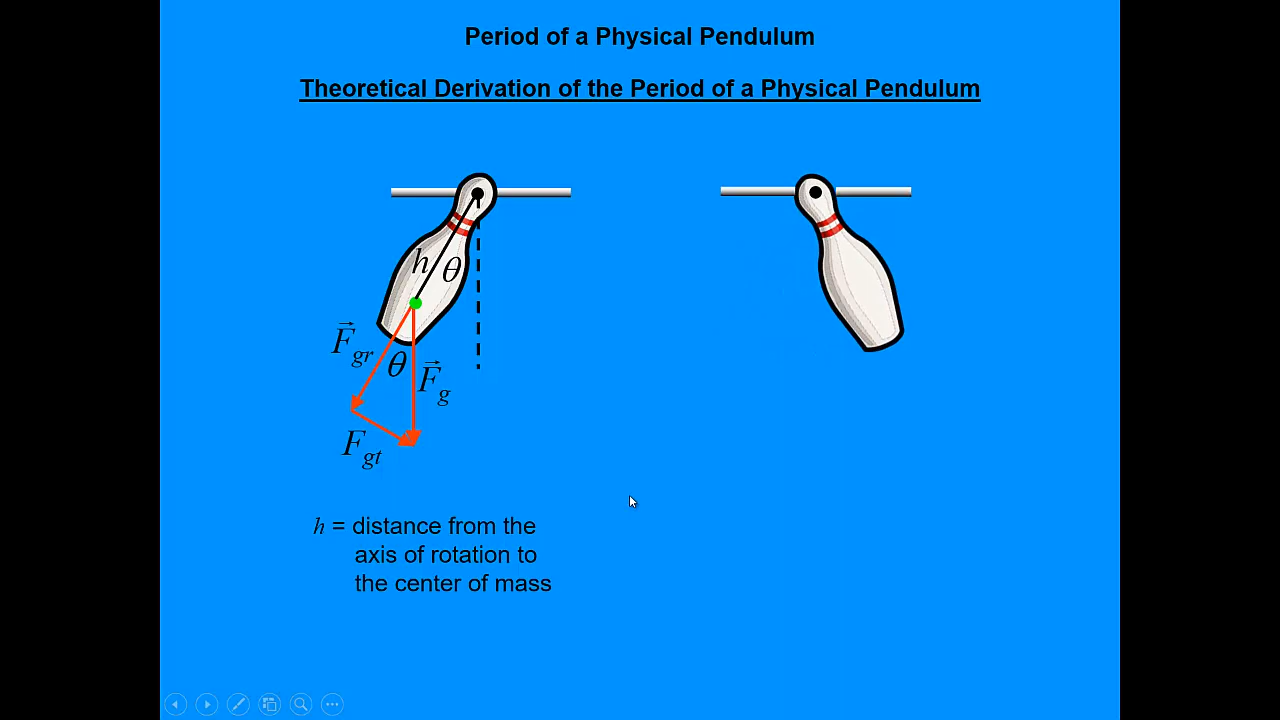 Period of a Physical Pendulum
Theoretical Derivation of the Period of a Physical Pendulum
h
θ
F⃗gr
θ
F⃗g
Fgt
h = distance from the
axis of rotation to
the center of mass